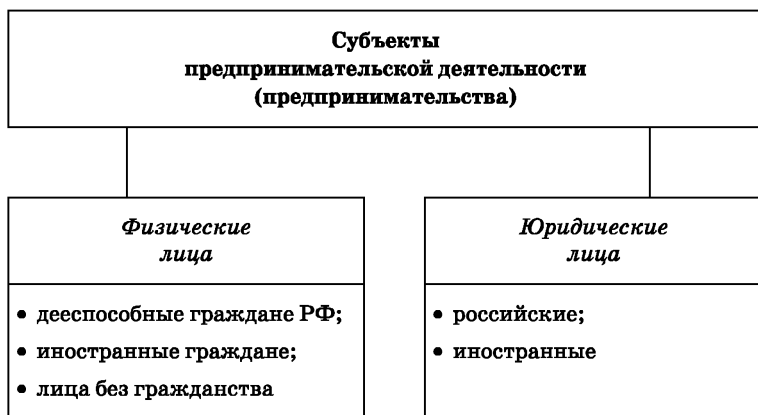 Субъекты
предпринимательской деятельности
(предпринимательства)
Физические
лица
• дееспособные граждане РФ;
• иностранные граждане;
• лица без гражданства
Юридические
лица
• российские;
• иностранные